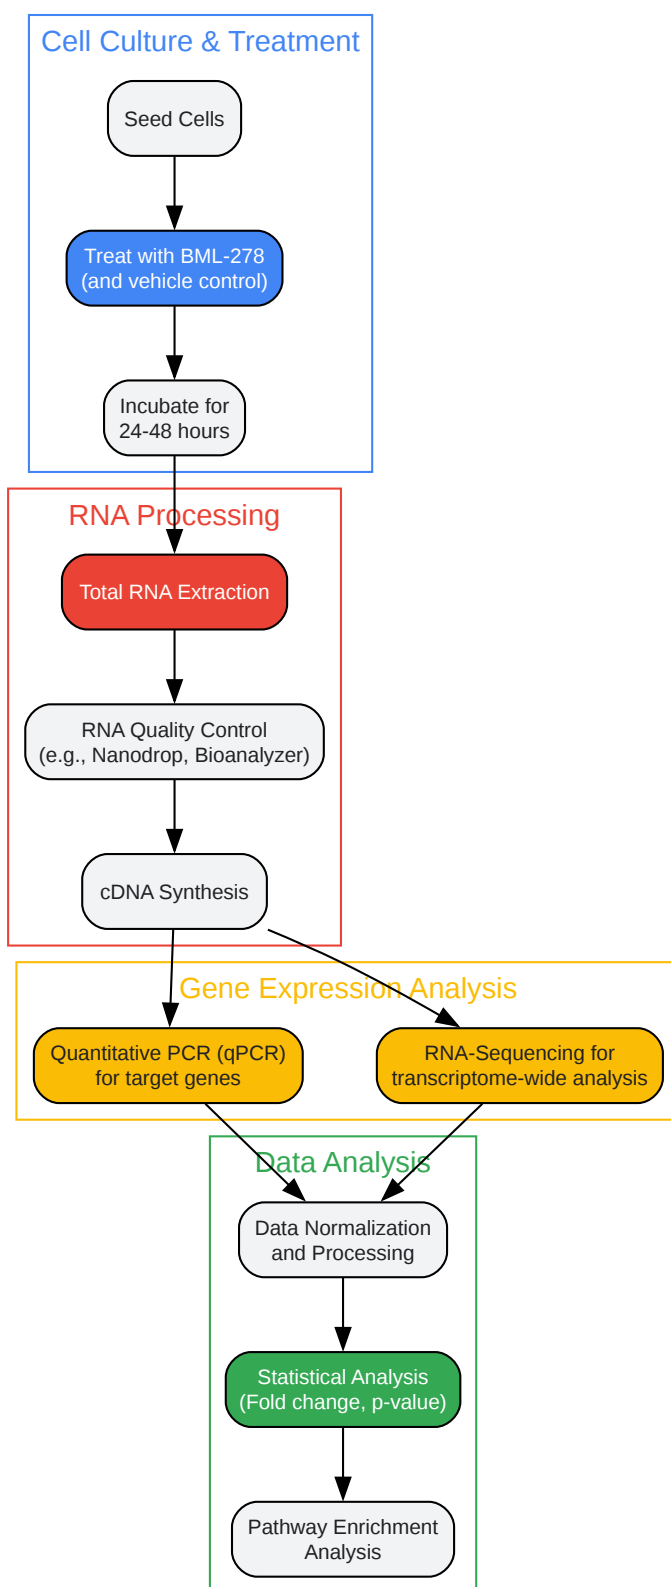 Cell Culture & Treatment
Seed Cells
Treat with BML-278
(and vehicle control)
Incubate for
24-48 hours
RNA Processing
Total RNA Extraction
RNA Quality Control
(e.g., Nanodrop, Bioanalyzer)
cDNA Synthesis
Gene Expression Analysis
Quantitative PCR (qPCR)
for target genes
RNA-Sequencing for
transcriptome-wide analysis
Data Analysis
Data Normalization
and Processing
Statistical Analysis
(Fold change, p-value)
Pathway Enrichment
Analysis